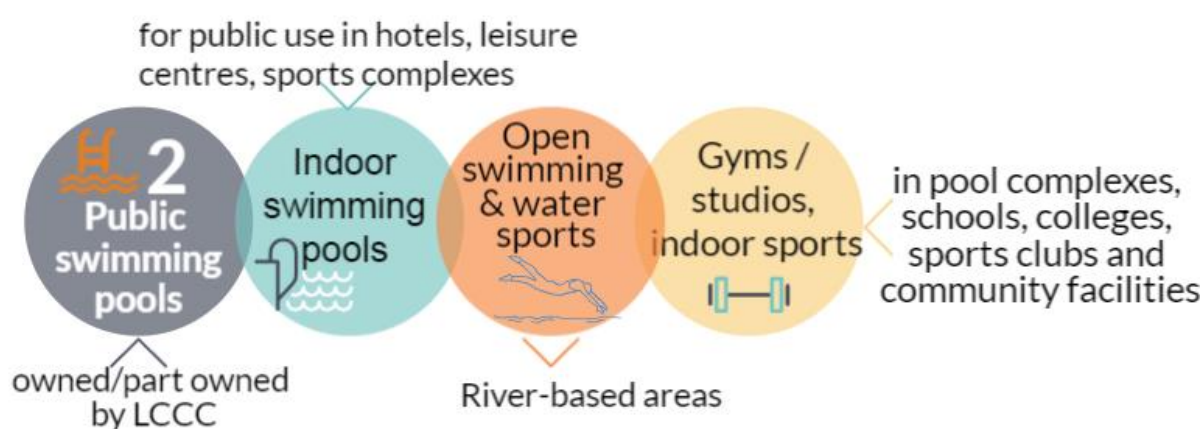 for public use in hotels, leisure
centres, sports complexes
2
Public
swimming
pools
Indoor
swimming
pools
Open
swimming
& water
sports
Gyms /
studios,
indoor sports
in pool complexes,
schools, colleges,
sports clubs and
community facilities
owned/part owned
by LCCC
River-based areas